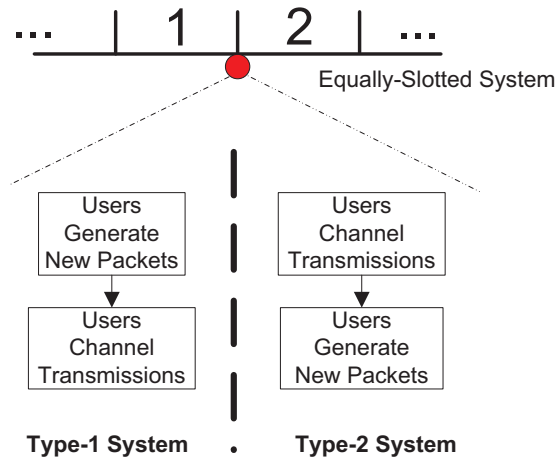 ... 1 2 ...
Equally-Slotted System
Users
Generate
New Packets
Users
Channel
Transmissions
Users
Channel
Transmissions
Users
Generate
New Packets
Type-1 System
Type-2 System